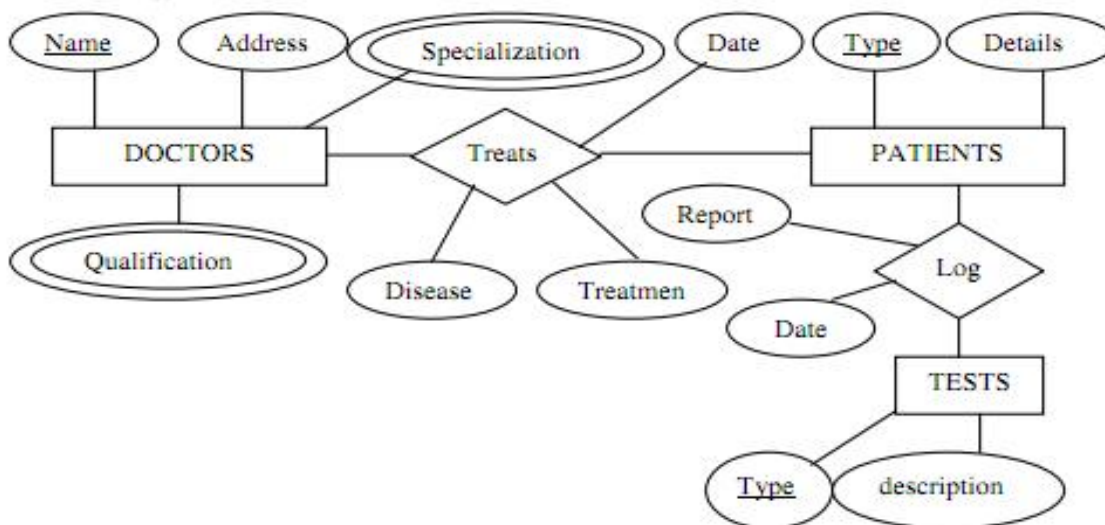 Name
Address
Specialization
Date
Type
Details
DOCTORS
Treats
PATIENTS
Report
Qualification
Log
Disease
Treatmen
Date
TESTS
Type
description